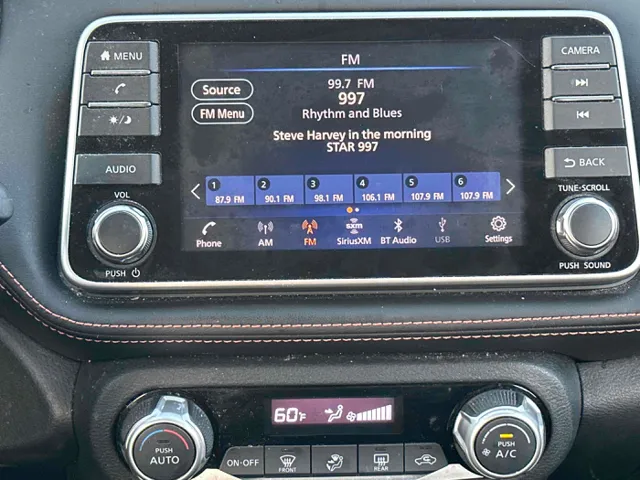 MENU
FM
CAMERA
Source
FM Menu
99.7 FM
997
Rhythm and Blues
Steve Harvey in the morning
STAR 997
AUDIO
BACK
1 2 3 4 5 6
87.9 FM 90.1 FM 98.1 FM 106.1 FM 107.9 FM 107.9 FM
VOL
TUNE-SCROLL
Phone AM FM sxm SiriusXM BT Audio USB Settings
PUSH
PUSH SOUND
60°F
PUSH
AUTO
ON-OFF
FRONT
REAR
PUSH
A/C